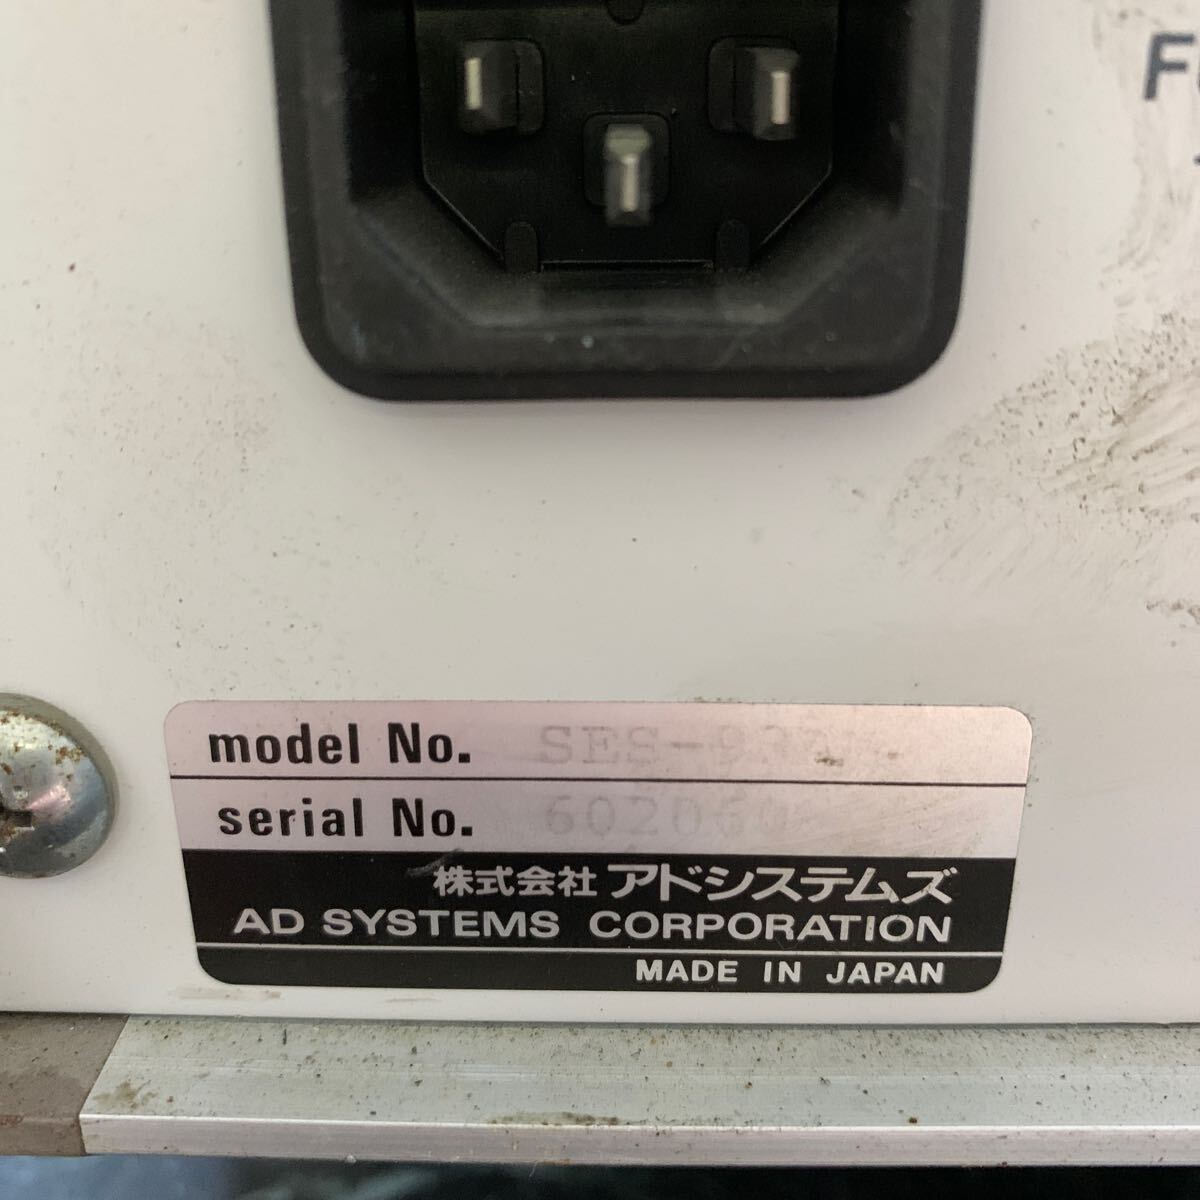 model No.
serial No.
株式会社 アドシステムズ
AD SYSTEMS CORPORATION
MADE IN JAPAN